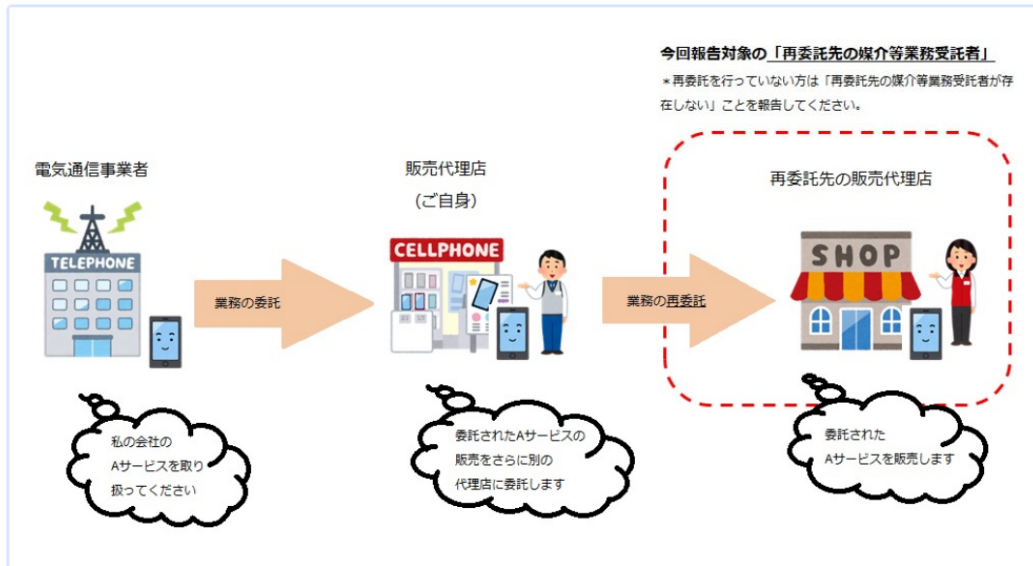 今回報告対象の「再委託先の媒介等業務受託者」
＊再委託を行っていない方は「再委託先の媒介等業務受託者が存
在しない」ことを報告してください。
電気通信事業者
販売代理店
(ご自身)
再委託先の販売代理店
TELEPHONE
CELLPHONE
SHOP
業務の委託
業務の再委託
私の会社の
Aサービスを取り
扱ってください
委託されたAサービスの
販売をさらに別の
代理店に委託します
委託された
Aサービスを販売します